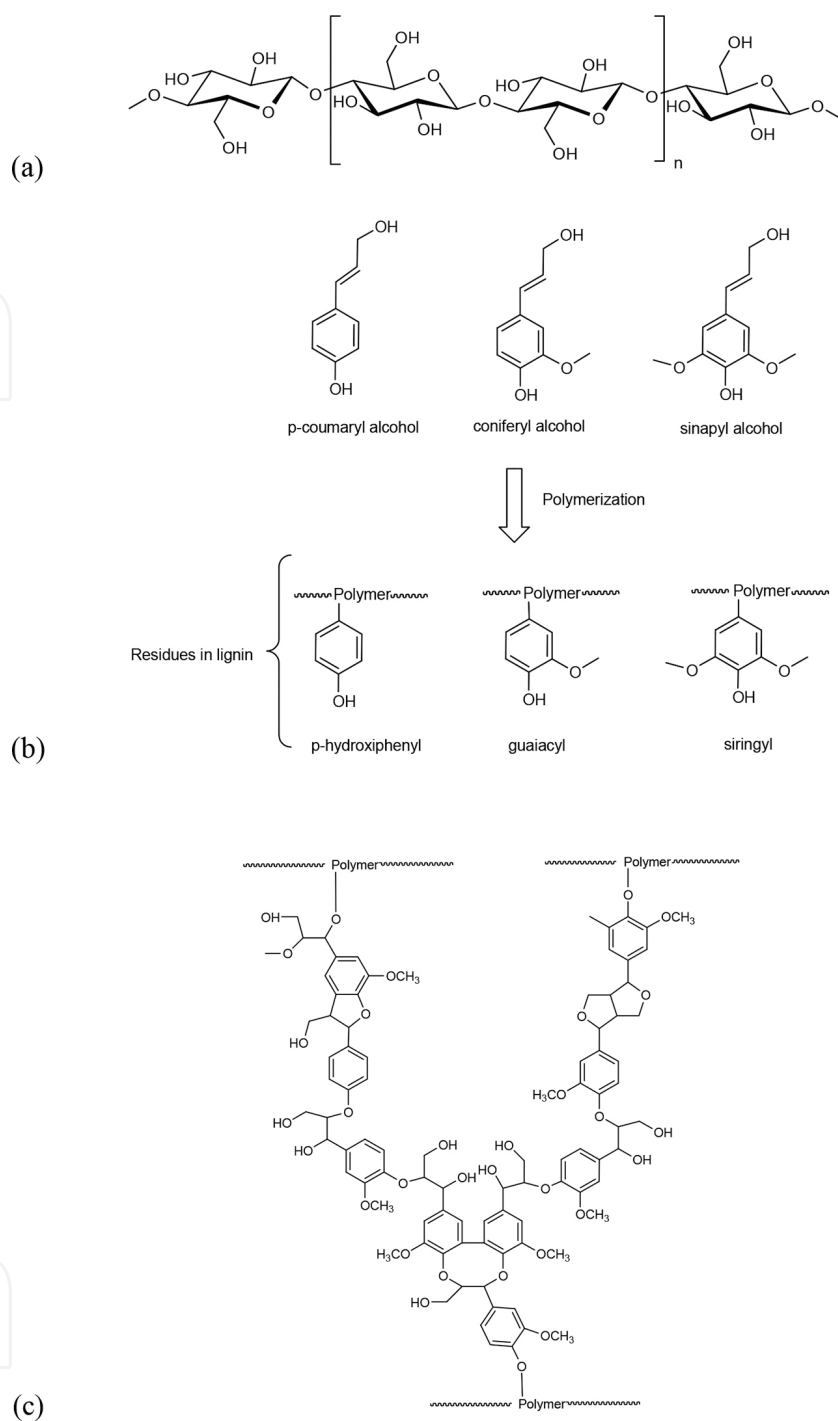 OH
OH
OH
HO
OH
HO
OH
O
O
O
O
O
O
O
O
O
HO
OH
HO
OH
OH
OH
n
(a)
OH
OH
OH
O
O
O
OH
OH
OH
p-coumaryl alcohol
coniferyl alcohol
sinapyl alcohol
Polymerization
Polymer
Polymer
Polymer
Residues in lignin
O
O
O
OH
OH
OH
p-hydroxiphenyl
guaiacyl
siringyl
(b)
Polymer
Polymer
HO
O
O
OCH3
O
OCH3
O
O
O
HO
O
H3CO
O
HO
O
O
OH
HO
OH
HO
OH
HO
OH
O
O
OCH3
OCH3
H3CO
OCH3
O
O
HO
OCH3
O
Polymer
(c)